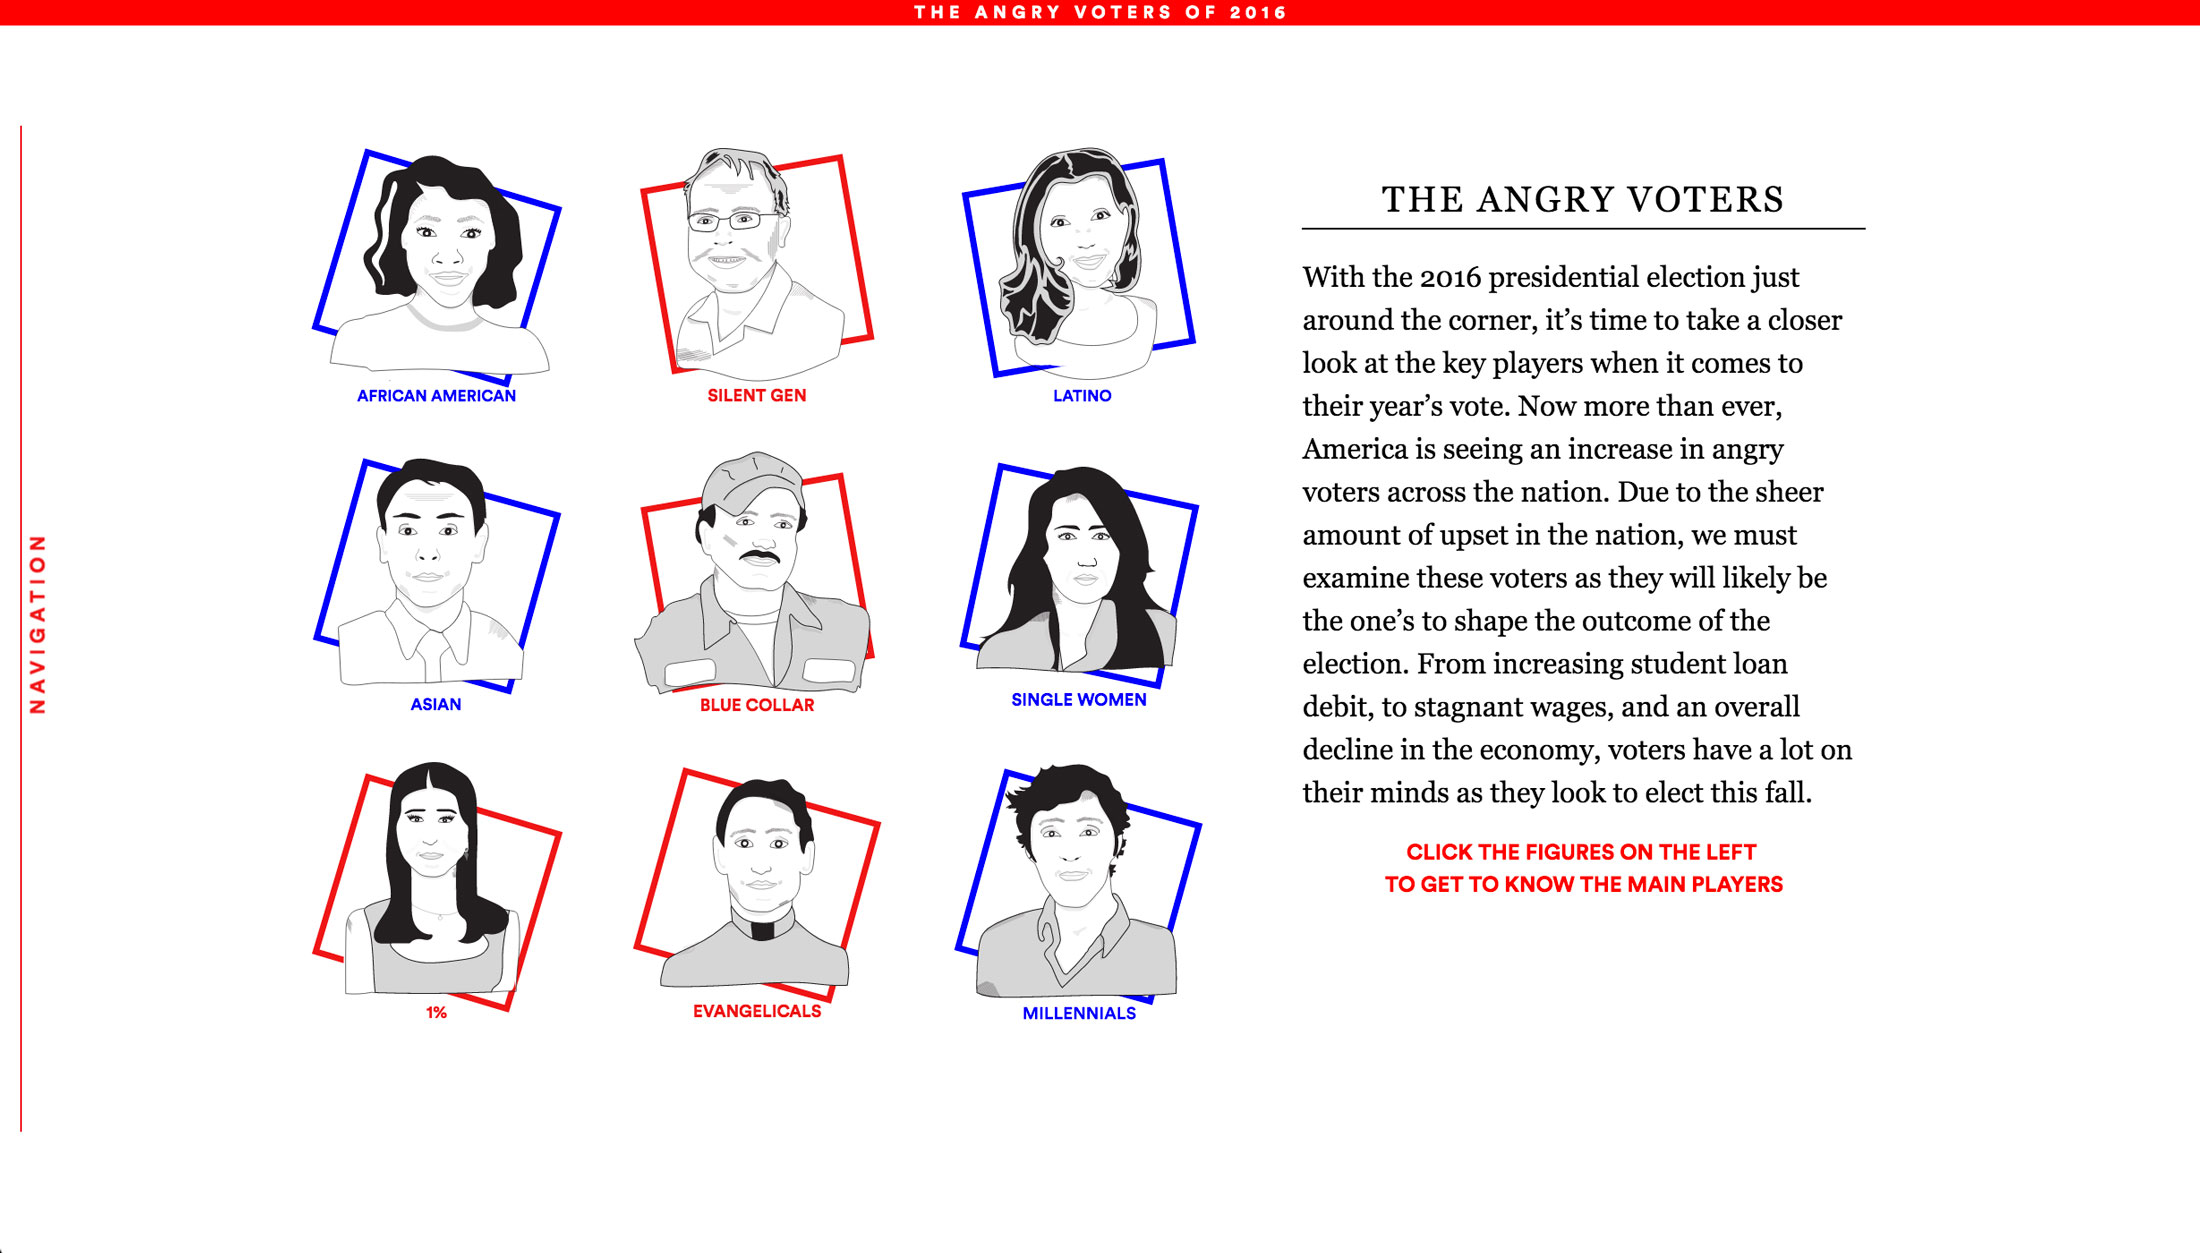 THE ANGRY VOTERS OF 2016
NAVIGATION
AFRICAN AMERICAN
SILENT GEN
LATINO
ASIAN
BLUE COLLAR
SINGLE WOMEN
1%
EVANGELICALS
MILLENNIALS
THE ANGRY VOTERS
With the 2016 presidential election just
around the corner, it’s time to take a closer
look at the key players when it comes to
their year’s vote. Now more than ever,
America is seeing an increase in angry
voters across the nation. Due to the sheer
amount of upset in the nation, we must
examine these voters as they will likely be
the one’s to shape the outcome of the
election. From increasing student loan
debit, to stagnant wages, and an overall
decline in the economy, voters have a lot on
their minds as they look to elect this fall.
CLICK THE FIGURES ON THE LEFT
TO GET TO KNOW THE MAIN PLAYERS